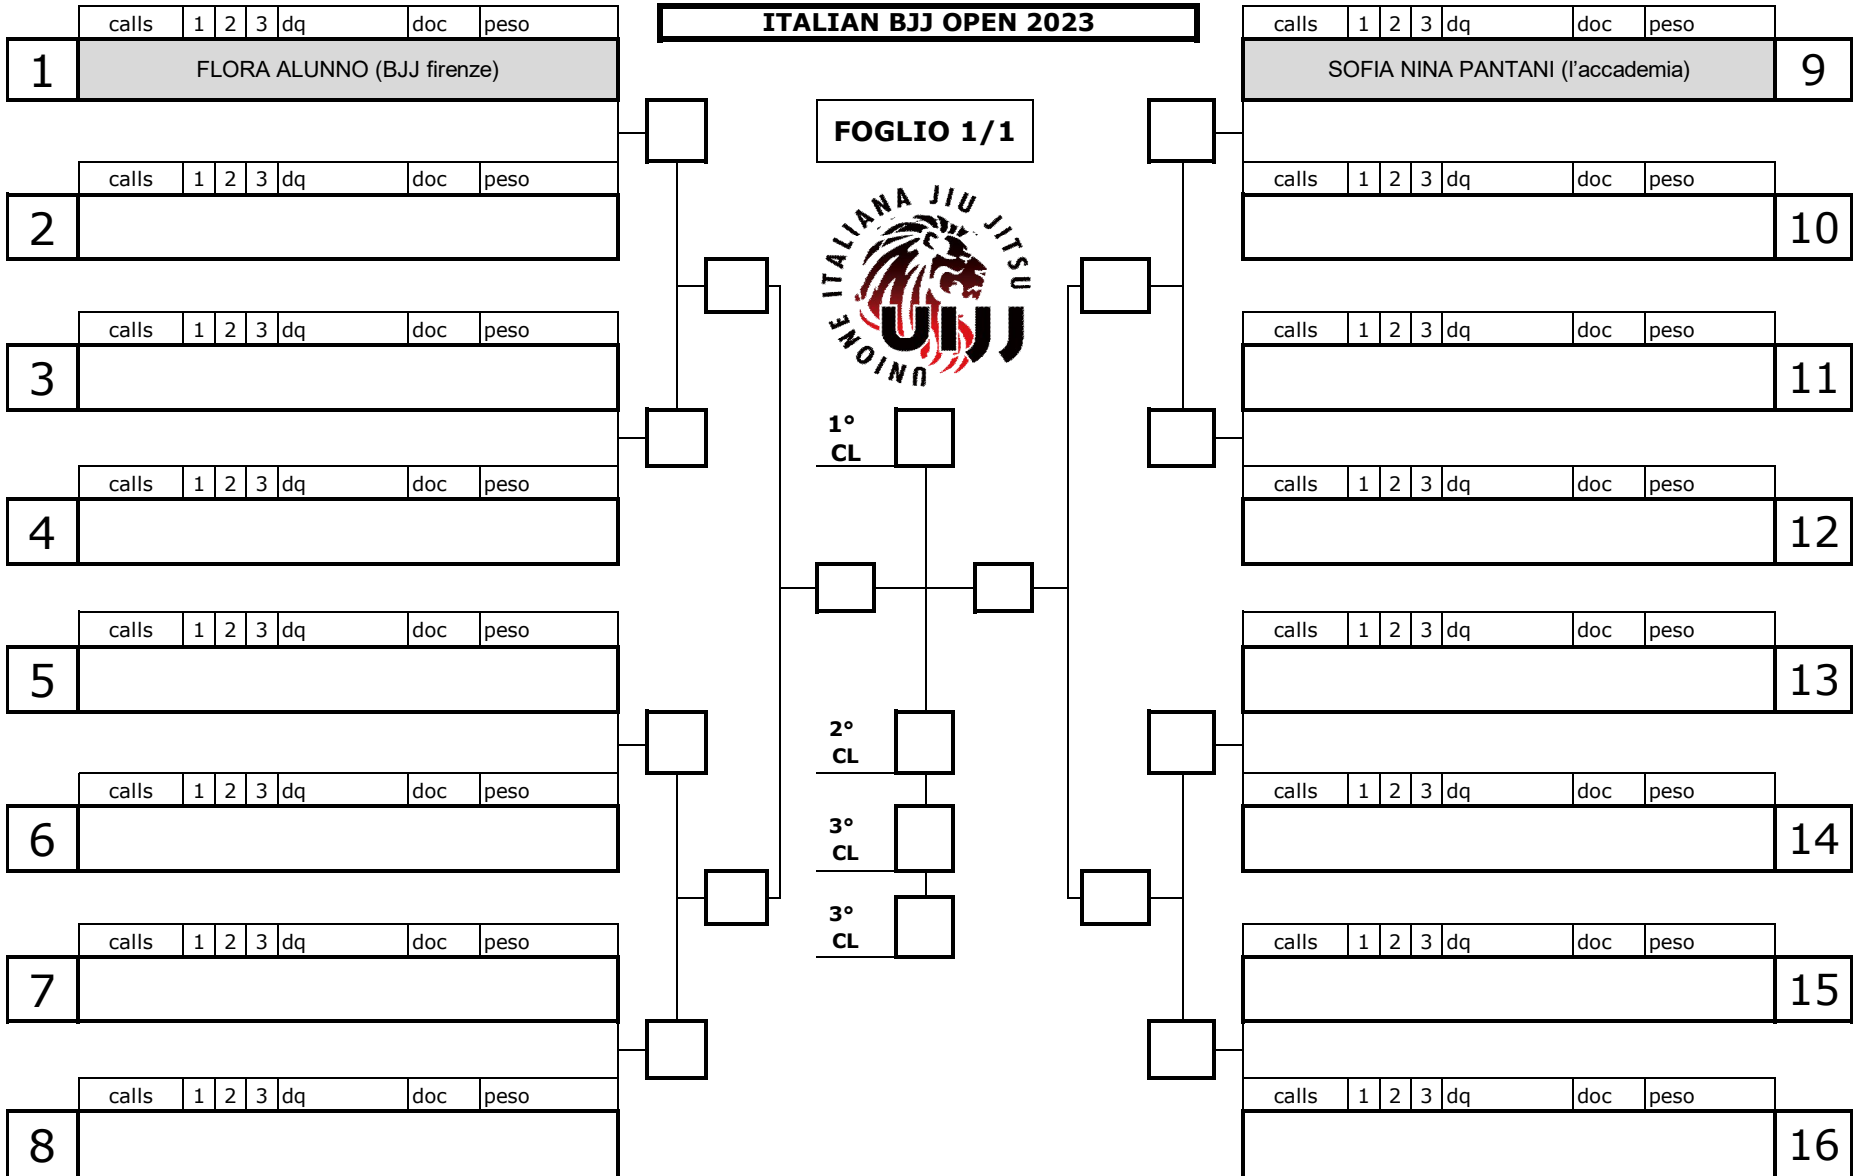 calls 1 2 3 dq doc peso
ITALIAN BJJ OPEN 2023
calls 1 2 3 dq doc peso
1 FLORA ALUNNO (BJJ firenze)
SOFIA NINA PANTANI (l’accademia) 9
FOGLIO 1/1
calls 1 2 3 dq doc peso
calls 1 2 3 dq doc peso
2
10
UNIONE ITALIANA JIU JITSU
UIJJ
calls 1 2 3 dq doc peso
calls 1 2 3 dq doc peso
3
11
1°
CL
calls 1 2 3 dq doc peso
calls 1 2 3 dq doc peso
4
12
calls 1 2 3 dq doc peso
calls 1 2 3 dq doc peso
5
13
2°
CL
calls 1 2 3 dq doc peso
calls 1 2 3 dq doc peso
6
14
3°
CL
3°
CL
calls 1 2 3 dq doc peso
calls 1 2 3 dq doc peso
7
15
calls 1 2 3 dq doc peso
calls 1 2 3 dq doc peso
8
16